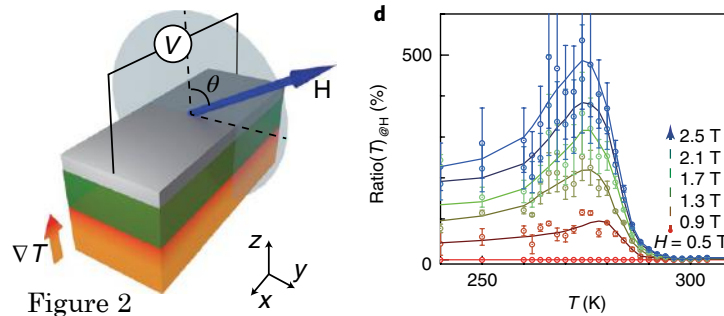 V
θ
H
∇T
z
y
x
Figure 2
d
Ratio(T)@H (%)
500
0
2.5 T
2.1 T
1.7 T
1.3 T
0.9 T
H = 0.5 T
250
300
T (K)